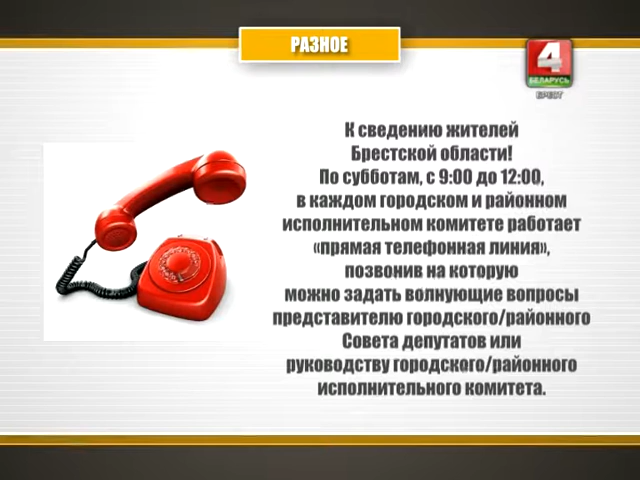 РАЗНОЕ
4
БЕЛАРУСЬ
БРЕСТ
К сведению жителей
Брестской области!
По субботам, с 9:00 до 12:00,
в каждом городском и районном
исполнительном комитете работает
«прямая телефонная линия»,
позвонив на которую
можно задать волнующие вопросы
представителю городского/районного
Совета депутатов или
руководству городского/районного
исполнительного комитета.